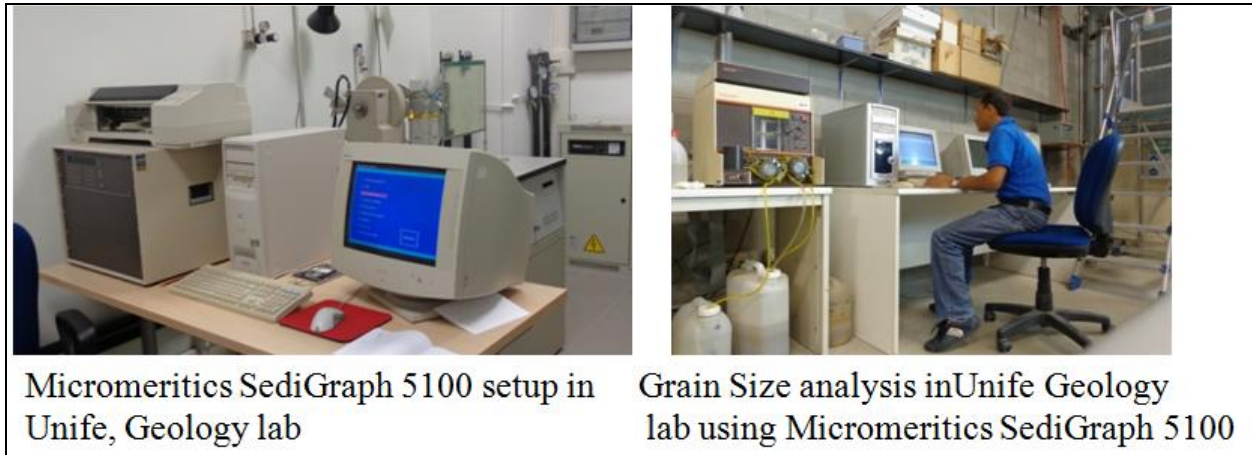 Micromeritics SediGraph 5100 setup in
Unife, Geology lab
Grain Size analysis inUnife Geology
lab using Micromeritics SediGraph 5100